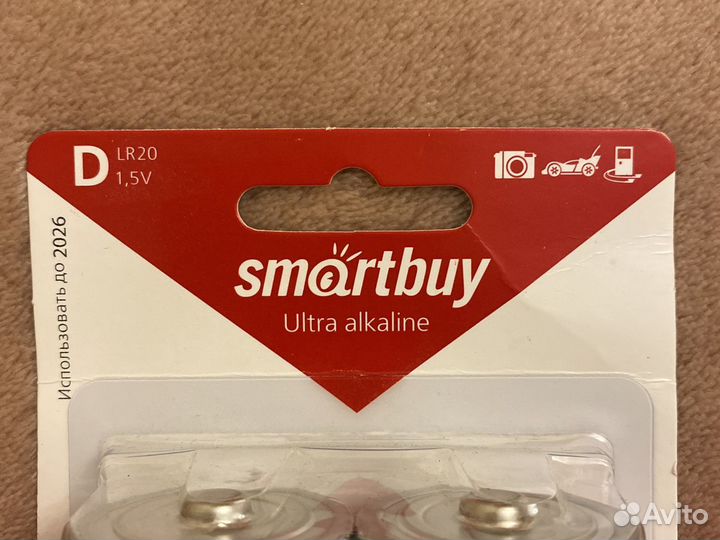 D LR20
1,5V
Использовать до 2026
smartbuy
Ultra alkaline
Avito